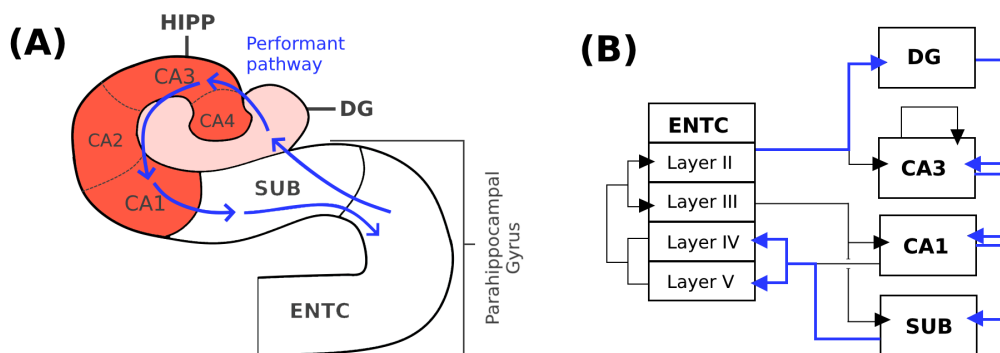 (A)
HIPP
Performant
pathway
CA3
CA4
DG
CA2
CA1
SUB
ENTC
Parahippocampal
Gyrus
(B)
ENTC
Layer II
Layer III
Layer IV
Layer V
DG
CA3
CA1
SUB